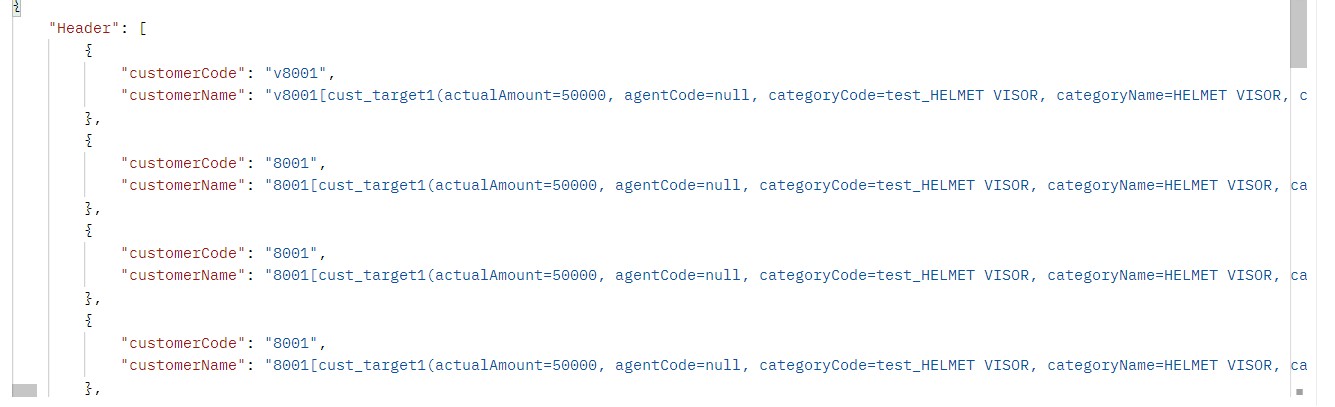 {
"Header": [
{
"customerCode": "v8001",
"customerName": "v8001[cust_target1(actualAmount=50000, agentCode=null, categoryCode=test_HELMET VISOR, categoryName=HELMET VISOR, c
},
{
"customerCode": "8001",
"customerName": "8001[cust_target1(actualAmount=50000, agentCode=null, categoryCode=test_HELMET VISOR, categoryName=HELMET VISOR, ca
},
{
"customerCode": "8001",
"customerName": "8001[cust_target1(actualAmount=50000, agentCode=null, categoryCode=test_HELMET VISOR, categoryName=HELMET VISOR, ca
},
{
"customerCode": "8001",
"customerName": "8001[cust_target1(actualAmount=50000, agentCode=null, categoryCode=test_HELMET VISOR, categoryName=HELMET VISOR, ca
},